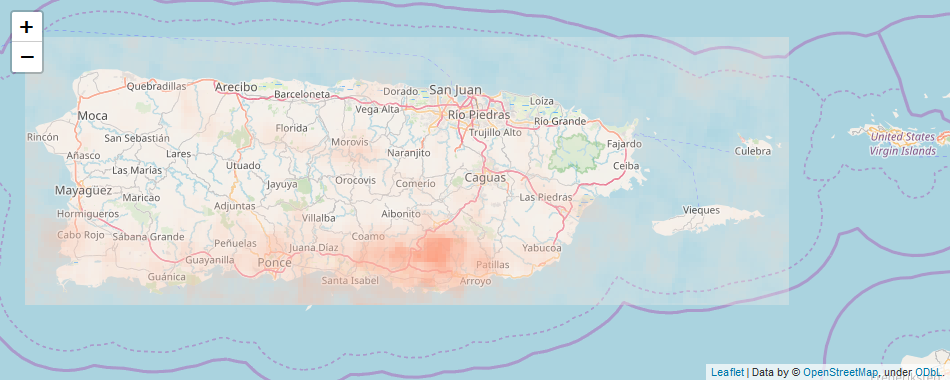 +
−
Quebradillas
Arecibo
Barceloneta
Dorado
San Juan
Loíza
Moca
Vega Alta
Río Piedras
Río Grande
Rincón
San Sebastián
Florida
Trujillo Alto
Fajardo
Culebra
United States
Virgin Islands
Añasco
Lares
Morovis
Naranjito
Ceiba
Las Marías
Utuado
Caguas
Mayagüez
Maricao
Jayuya
Orocovis
Comerío
Las Piedras
Hormigueros
Adjuntas
Villalba
Aibonito
Vieques
Cabo Rojo
Sábana Grande
Peñuelas
Juana Díaz
Coamo
Yabucoa
Guayanilla
Ponce
Patillas
Guánica
Santa Isabel
Arroyo
Leaflet | Data by © OpenStreetMap, under ODbL.